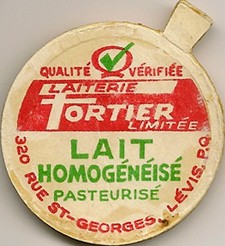 QUALITÉ VÉRIFIÉE
LAITERIE
FORTIER
LIMITÉE
LAIT
HOMOGÉNÉISÉ
PASTEURISÉ
320 RUE ST-GEORGES, LÉVIS, P.Q.